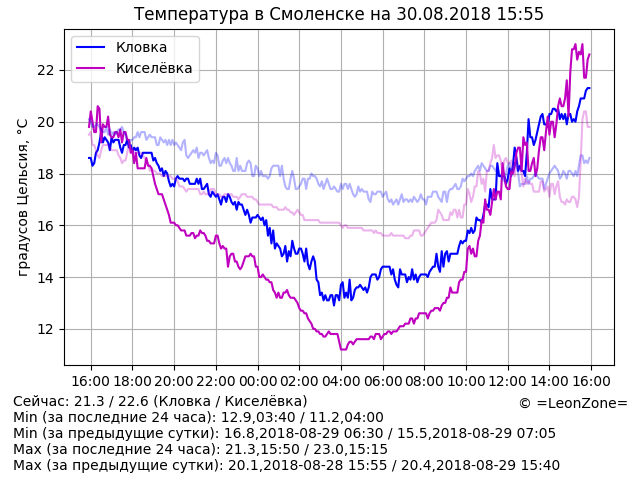 Температура в Смоленске на 30.08.2018 15:55
Кловка
Киселёвка
градусов Цельсия, °C
22
20
18
16
14
12
16:00 18:00 20:00 22:00 00:00 02:00 04:00 06:00 08:00 10:00 12:00 14:00 16:00
Сейчас: 21.3 / 22.6 (Кловка / Киселёвка)
© =LeonZone=
Min (за последние 24 часа): 12.9,03:40 / 11.2,04:00
Min (за предыдущие сутки): 16.8,2018-08-29 06:30 / 15.5,2018-08-29 07:05
Max (за последние 24 часа): 21.3,15:50 / 23.0,15:15
Max (за предыдущие сутки): 20.1,2018-08-28 15:55 / 20.4,2018-08-29 15:40